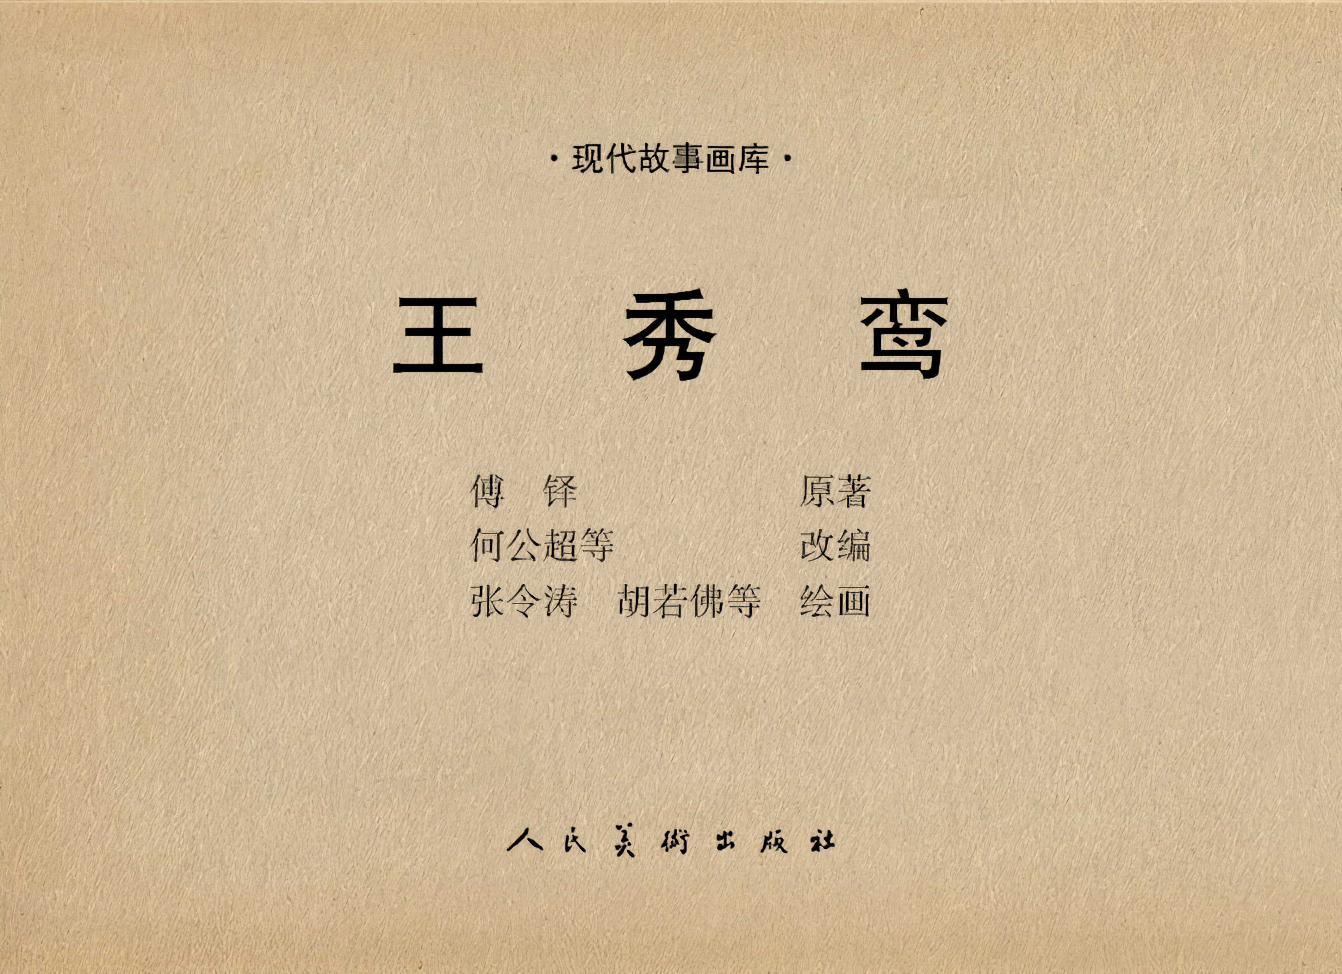 ·现代故事画库·
王 秀 鸾
傅 铎 原著
何公超等 改编
张令涛 胡若佛等 绘画
人民美術出版社